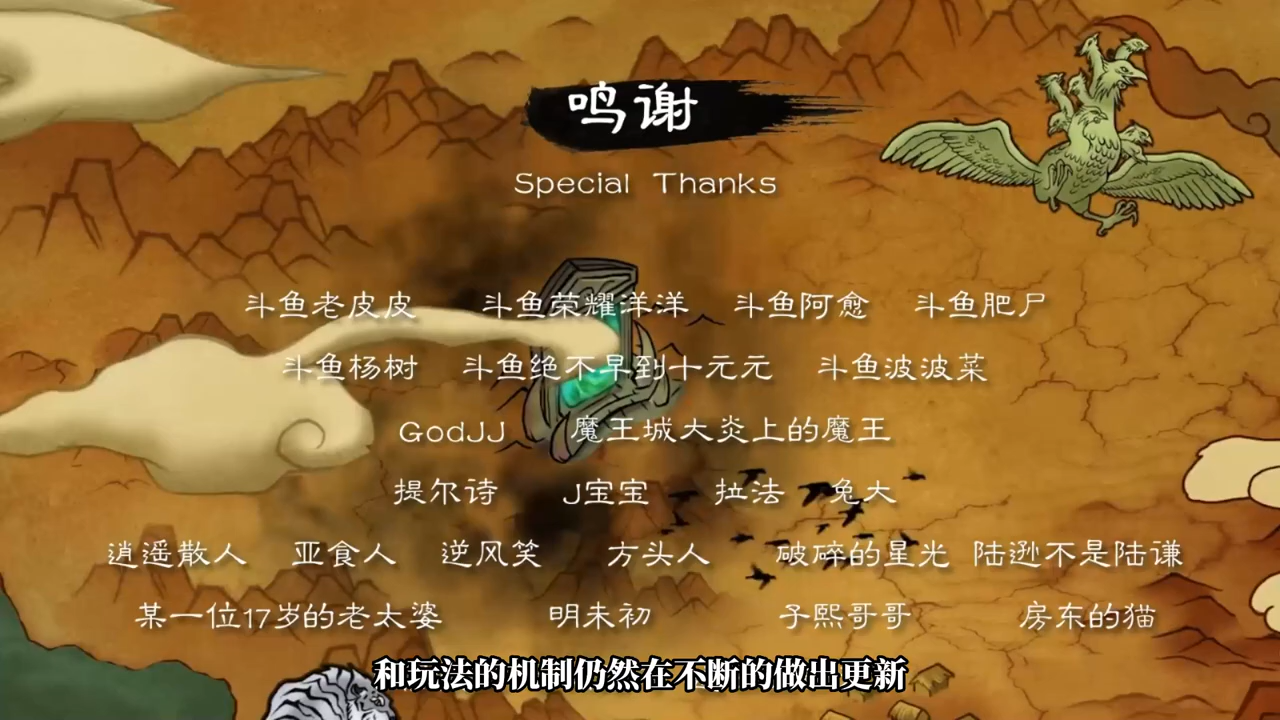 鸣谢
Special Thanks
斗鱼老皮皮 斗鱼荣耀洋洋 斗鱼阿愈 斗鱼肥尸
斗鱼杨树 斗鱼绝不早到十元元 斗鱼波波菜
GodJJ 魔王城大炎上的魔王
提尔诗 J宝宝 拉法 兔大
逍遥散人 亚食人 逆风笑 方头人 破碎的星光 陆逊不是陆谦
某一位17岁的老太婆 明未初 子熙哥哥 房东的猫
和玩法的机制仍然在不断的做出更新